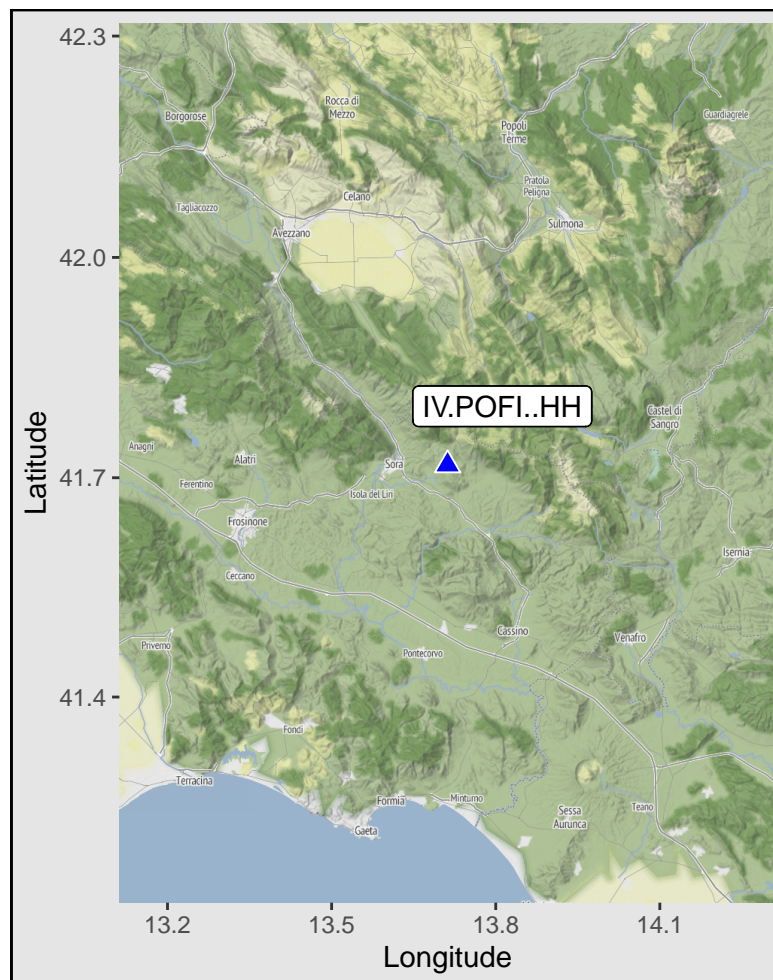 42.3
42.0
41.7
41.4
Latitude
13.2
13.5
13.8
14.1
Longitude
IV.POFI..HH
Borgorose
Rocca di
Mezzo
Popoli
Terme
Guardiagrele
Pratola
Peligna
Celano
Tagliacozzo
Avezzano
Sulmona
Castel di
Sangro
Anagni
Alatri
Sora
Ferentino
Isola del Liri
Frosinone
Isernia
Ceccano
Cassino
Venafro
Priverno
Pontecorvo
Fondi
Terracina
Formia
Minturno
Gaeta
Sessa
Aurunca
Teano